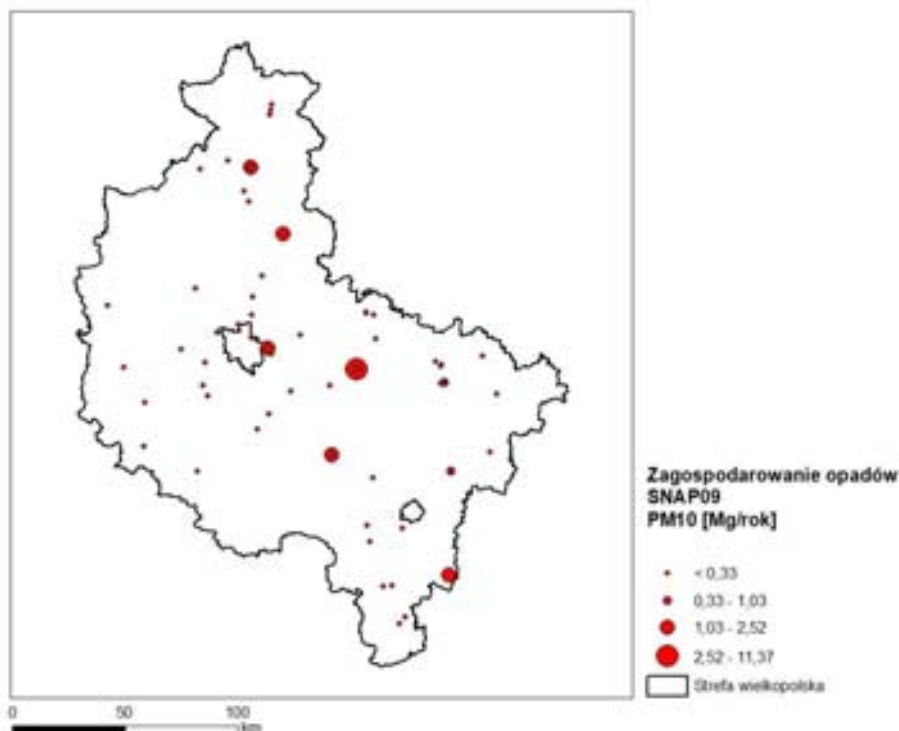 Zagospodarowanie opadów
SNAP09
PM10 [Mg/rok]
< 0,33
0,33 - 1,03
1,03 - 2,52
2,52 - 11,37
Strefa wielkopolska
0 50 100
km